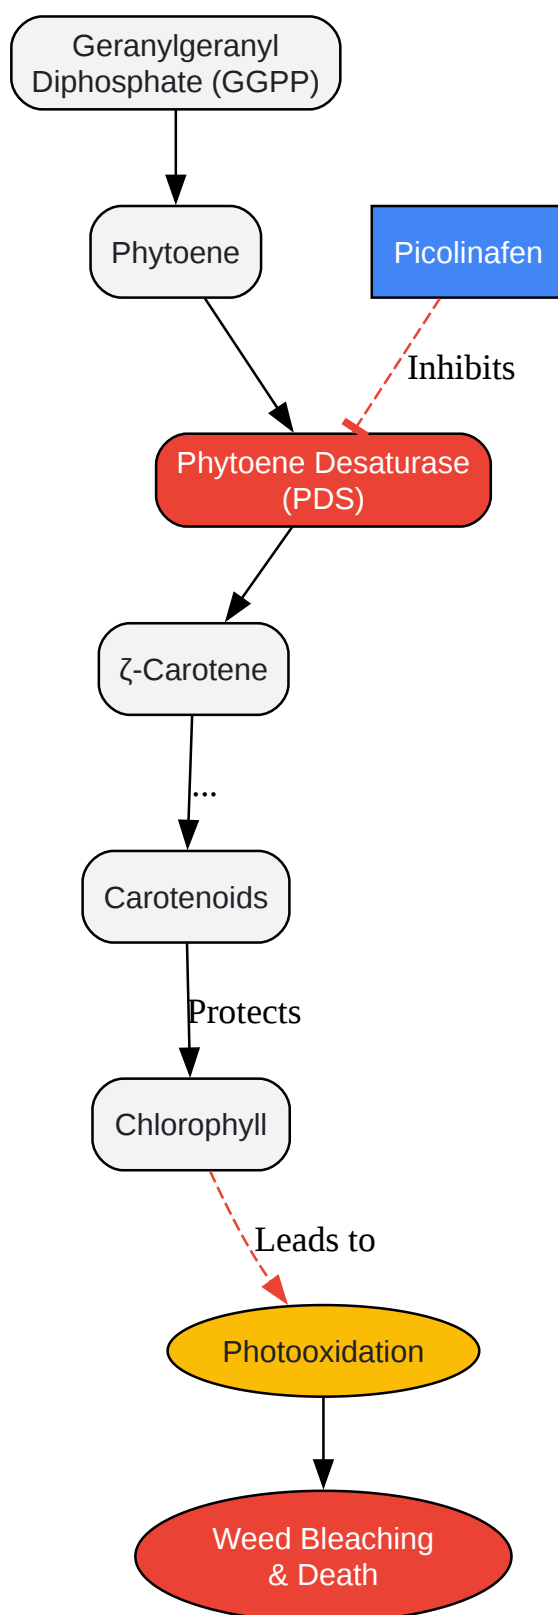 Geranylgeranyl
Diphosphate (GGPP)
Phytoene
Picolinafen
Inhibits
Phytoene Desaturase
(PDS)
ζ-Carotene
...
Carotenoids
Protects
Chlorophyll
Leads to
Photooxidation
Weed Bleaching
& Death